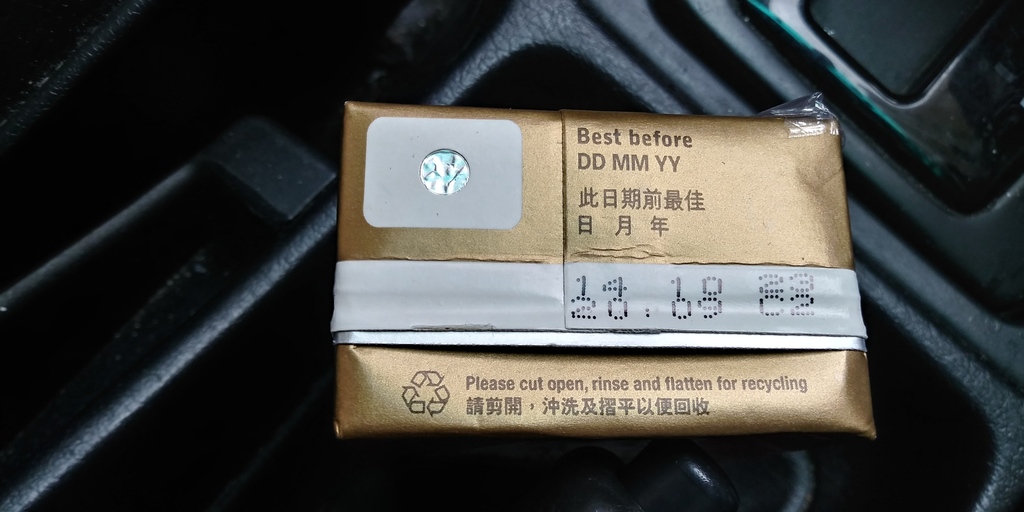 Best before
DD MM YY
此日期前最佳
日 月 年
Please cut open, rinse and flatten for recycling
請剪開，沖洗及摺平以便回收